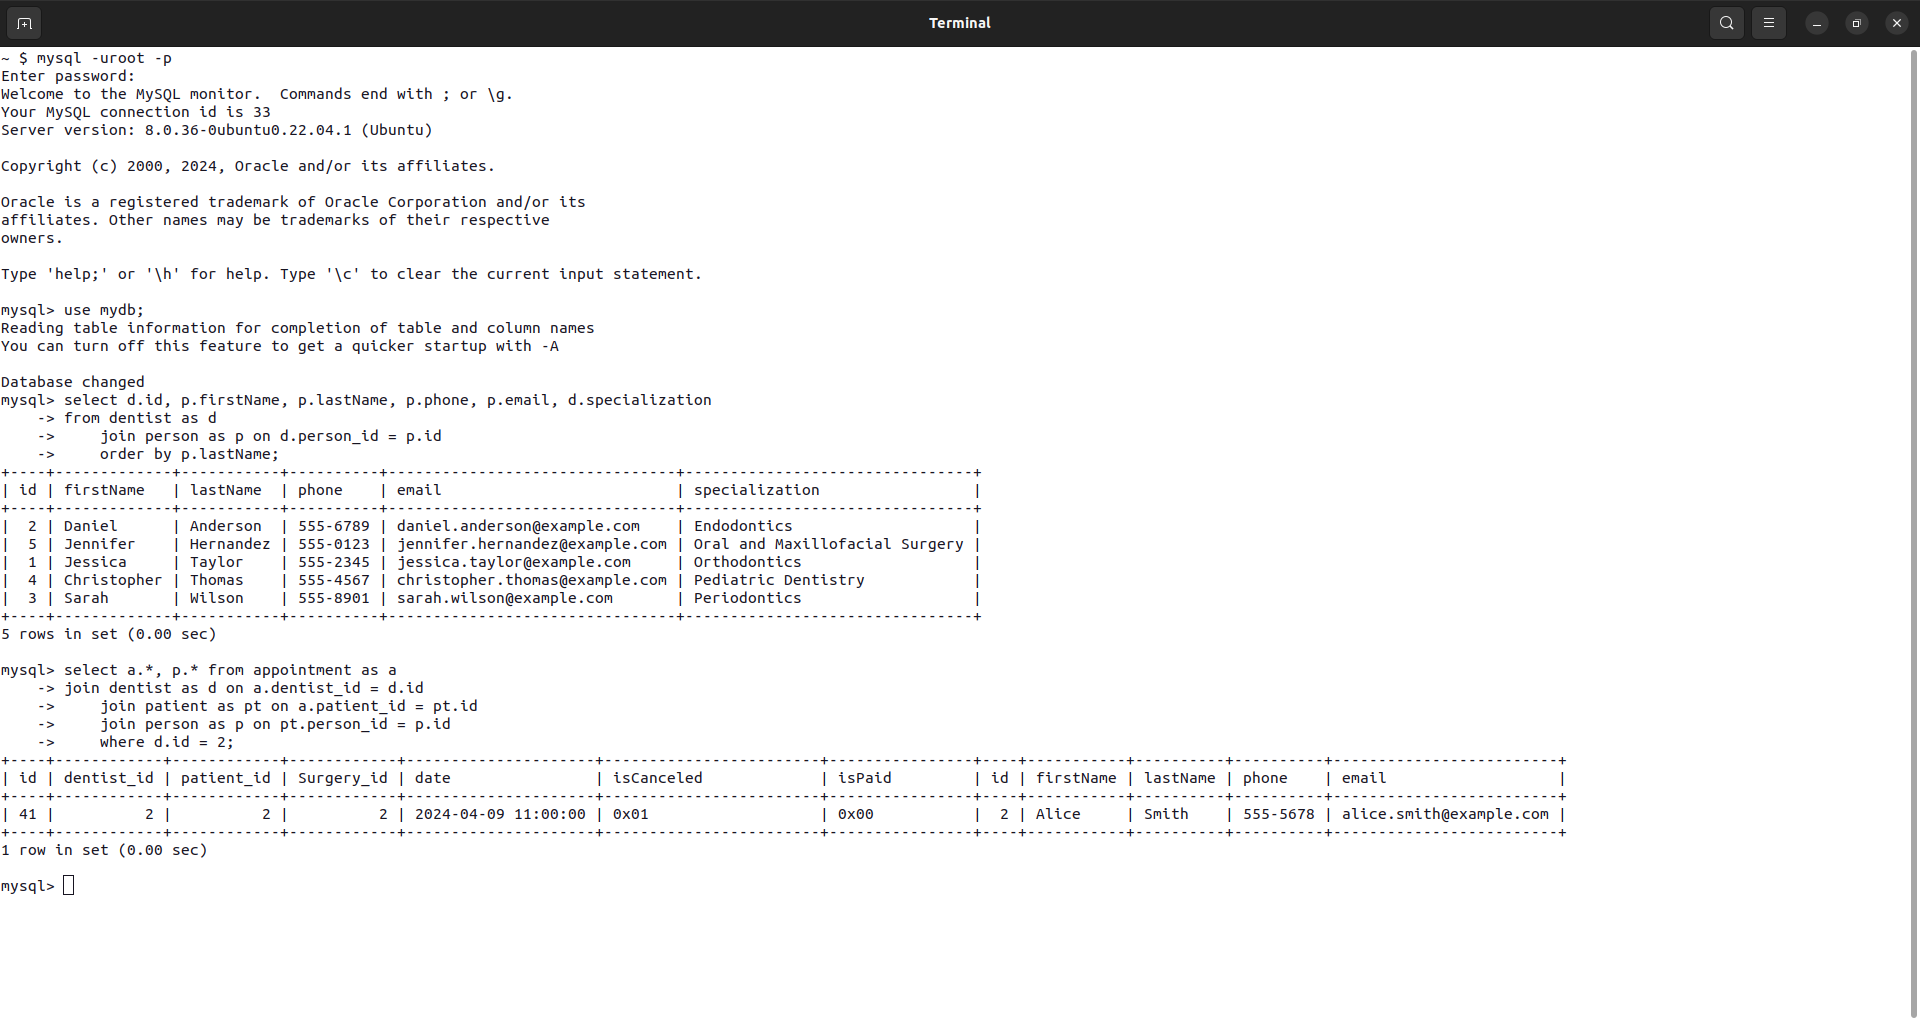 Terminal
~ $ mysql -uroot -p
Enter password:
Welcome to the MySQL monitor.  Commands end with ; or \g.
Your MySQL connection id is 33
Server version: 8.0.36-0ubuntu0.22.04.1 (Ubuntu)

Copyright (c) 2000, 2024, Oracle and/or its affiliates.

Oracle is a registered trademark of Oracle Corporation and/or its
affiliates. Other names may be trademarks of their respective
owners.

Type 'help;' or '\h' for help. Type '\c' to clear the current input statement.

mysql> use mydb;
Reading table information for completion of table and column names
You can turn off this feature to get a quicker startup with -A

Database changed
mysql> select d.id, p.firstName, p.lastName, p.phone, p.email, d.specialization
    -> from dentist as d
    ->     join person as p on d.person_id = p.id
    ->     order by p.lastName;
+----+-------------+-----------+----------+--------------------------------+--------------------------------+
| id | firstName   | lastName  | phone    | email                          | specialization                 |
+----+-------------+-----------+----------+--------------------------------+--------------------------------+
|  2 | Daniel      | Anderson  | 555-6789 | daniel.anderson@example.com    | Endodontics                    |
|  5 | Jennifer    | Hernandez | 555-0123 | jennifer.hernandez@example.com | Oral and Maxillofacial Surgery |
|  1 | Jessica     | Taylor    | 555-2345 | jessica.taylor@example.com     | Orthodontics                   |
|  4 | Christopher | Thomas    | 555-4567 | christopher.thomas@example.com | Pediatric Dentistry            |
|  3 | Sarah       | Wilson    | 555-8901 | sarah.wilson@example.com       | Periodontics                   |
+----+-------------+-----------+----------+--------------------------------+--------------------------------+
5 rows in set (0.00 sec)

mysql> select a.*, p.* from appointment as a
    -> join dentist as d on a.dentist_id = d.id
    ->     join patient as pt on a.patient_id = pt.id
    ->     join person as p on pt.person_id = p.id
    ->     where d.id = 2;
+----+------------+------------+------------+---------------------+------------------------+----------------+----+-----------+----------+----------+-------------------------+
| id | dentist_id | patient_id | Surgery_id | date                | isCanceled             | isPaid         | id | firstName | lastName | phone    | email                   |
+----+------------+------------+------------+---------------------+------------------------+----------------+----+-----------+----------+----------+-------------------------+
| 41 |          2 |          2 |          2 | 2024-04-09 11:00:00 | 0x01                   | 0x00           |  2 | Alice     | Smith    | 555-5678 | alice.smith@example.com |
+----+------------+------------+------------+---------------------+------------------------+----------------+----+-----------+----------+----------+-------------------------+
1 row in set (0.00 sec)

mysql>